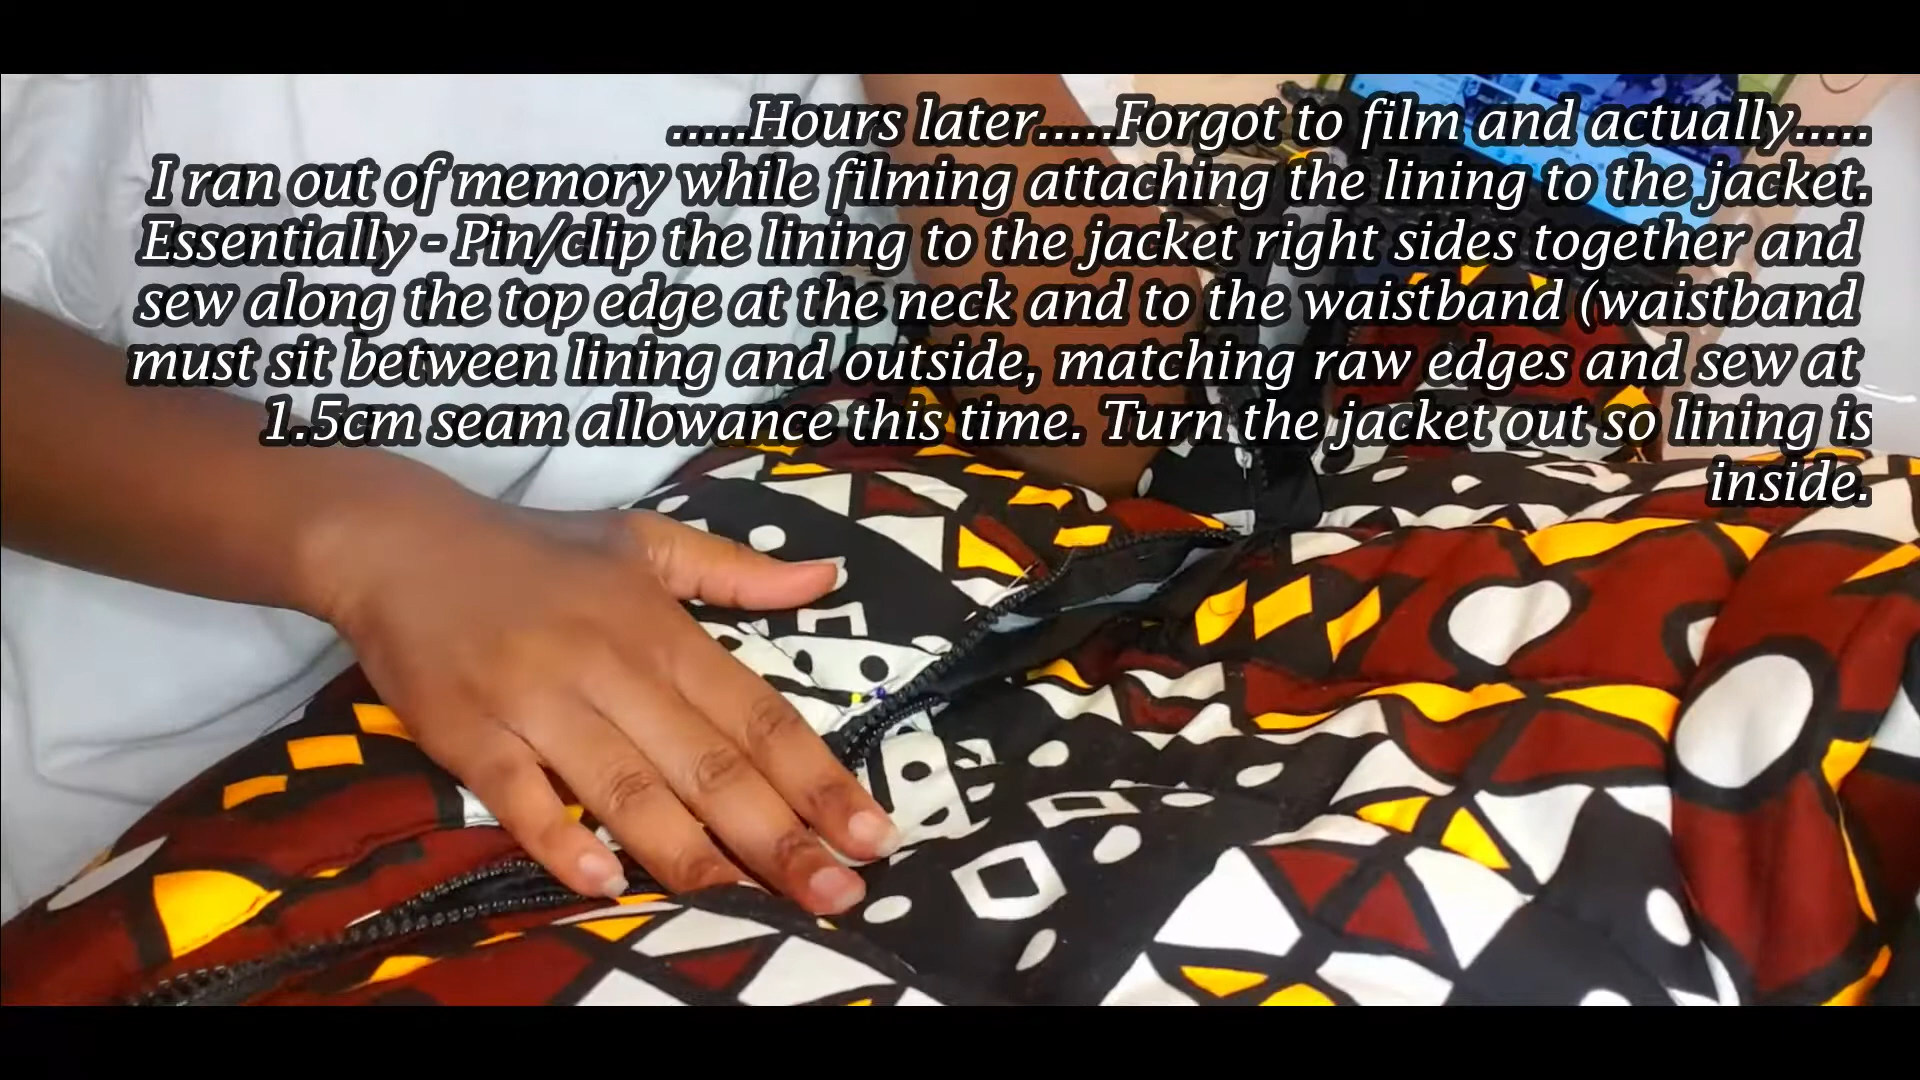 .....Hours later.....Forgot to film and actually.....
I ran out of memory while filming attaching the lining to the jacket.
Essentially - Pin/clip the lining to the jacket right sides together and
sew along the top edge at the neck and to the waistband (waistband
must sit between lining and outside, matching raw edges and sew at
1.5cm seam allowance this time. Turn the jacket out so lining is
inside.